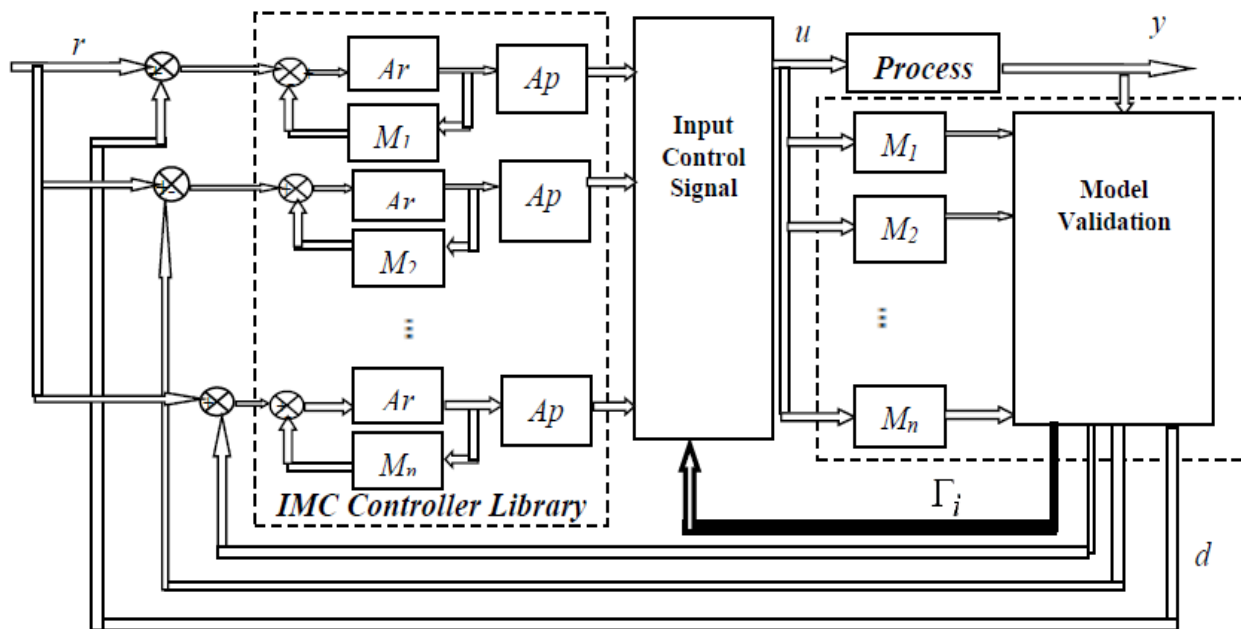 r
u
y
Ar
Ap
Process
M1
Input
Control
Signal
M1
Ar
Ap
M2
Model
Validation
M2
Ar
Ap
Mn
Mn
IMC Controller Library
Γi
d